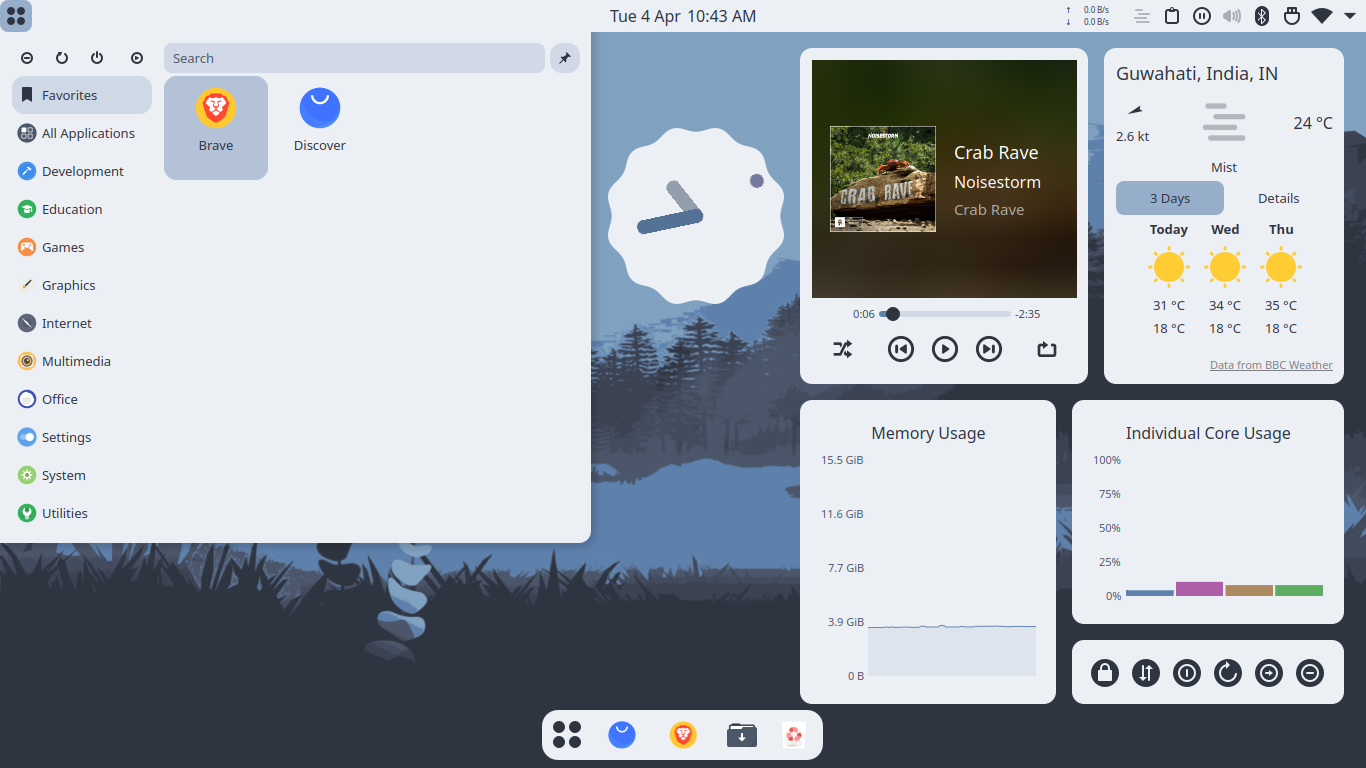 Tue 4 Apr 10:43 AM
↑ 0.0 B/s
↓ 0.0 B/s
Search
Favorites
All Applications
Development
Education
Games
Graphics
Internet
Multimedia
Office
Settings
System
Utilities
Brave
Discover
NOISESTORM
CRAB RAVE
Crab Rave
Noisestorm
Crab Rave
0:06
-2:35
Guwahati, India, IN
2.6 kt
24 °C
Mist
3 Days
Details
Today Wed Thu
31 °C 34 °C 35 °C
18 °C 18 °C 18 °C
Data from BBC Weather
Memory Usage
15.5 GiB
11.6 GiB
7.7 GiB
3.9 GiB
0 B
Individual Core Usage
100%
75%
50%
25%
0%